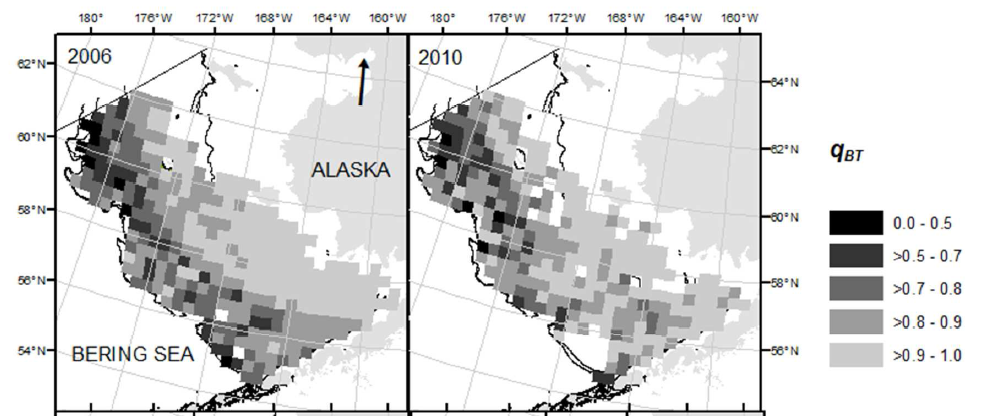 180° 176°W 172°W 168°W 164°W 160°W 180° 176°W 172°W 168°W 164°W 160°W
2006
2010
62°N
60°N
58°N
56°N
54°N
64°N
62°N
60°N
58°N
56°N
ALASKA
BERING SEA
qBT
0.0 - 0.5
>0.5 - 0.7
>0.7 - 0.8
>0.8 - 0.9
>0.9 - 1.0